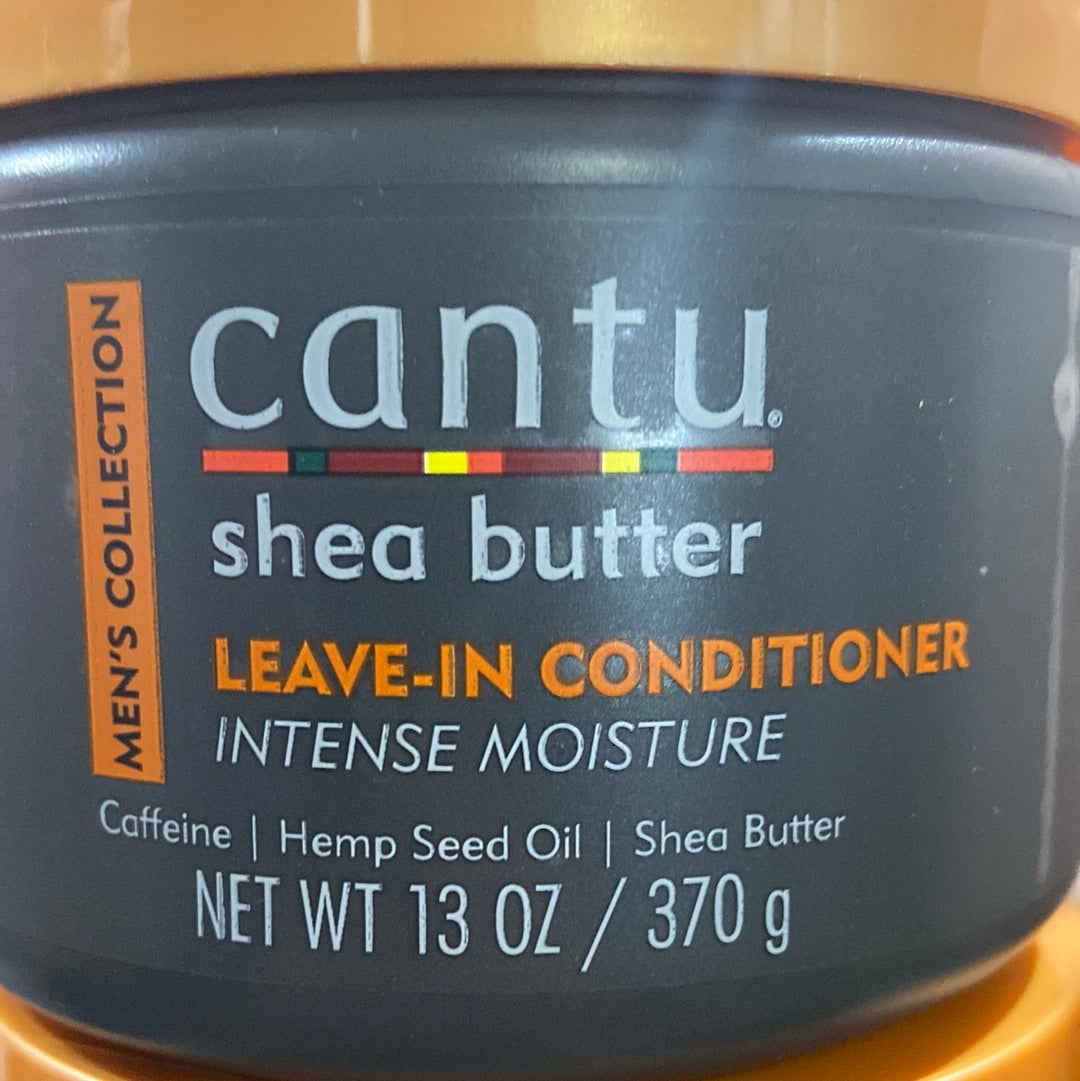 MEN'S COLLECTION
cantu®
shea butter
LEAVE-IN CONDITIONER
INTENSE MOISTURE
Caffeine | Hemp Seed Oil | Shea Butter
NET WT 13 OZ / 370 g